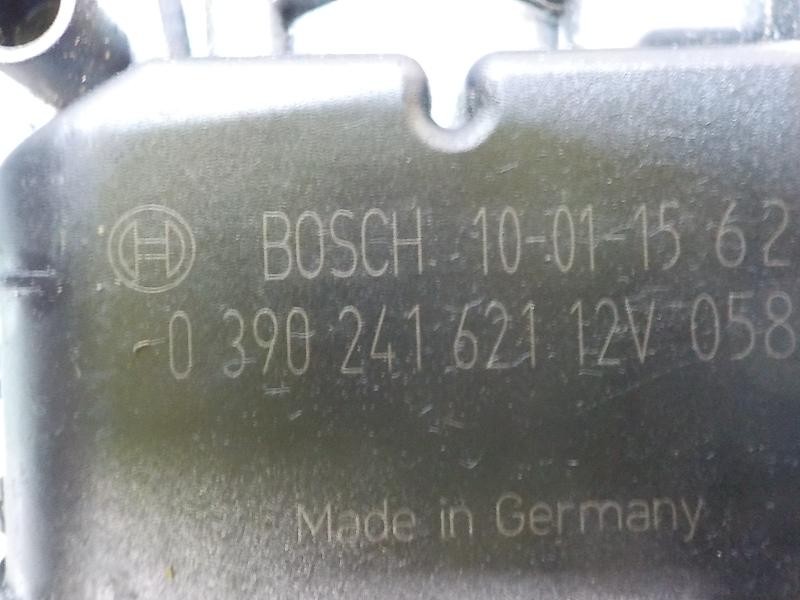 BOSCH 10-01-15 62
0 390 241 621 12V 058
Made in Germany